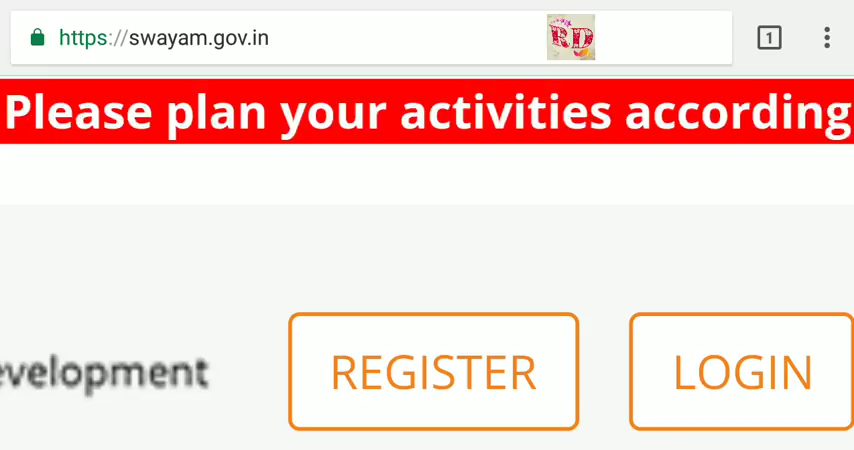 https://swayam.gov.in
RD
1
Please plan your activities according
evelopment
REGISTER
LOGIN